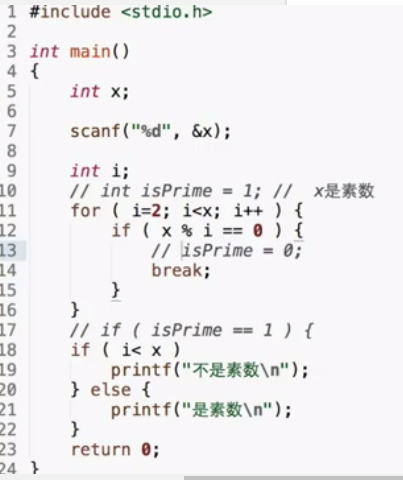 1 #include <stdio.h>
2
3 int main()
4 {
5     int x;
6
7     scanf("%d", &x);
8
9     int i;
10     // int isPrime = 1; //  x是素数
11     for ( i=2; i<x; i++ ) {
12         if ( x % i == 0 ) {
13             // isPrime = 0;
14             break;
15         }
16     }
17     // if ( isPrime == 1 ) {
18     if ( i< x )
19         printf("不是素数\n");
20     } else {
21         printf("是素数\n");
22     }
23     return 0;
24 }